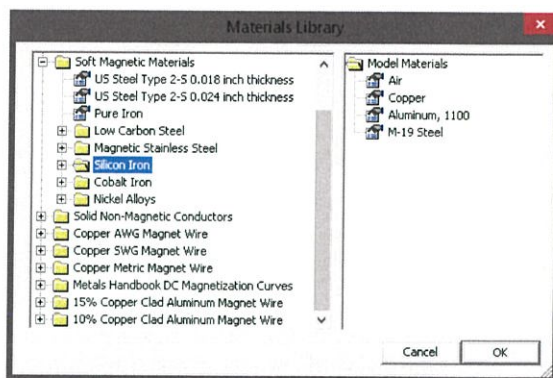 Materials Library
Soft Magnetic Materials
US Steel Type 2-S 0.018 inch thickness
US Steel Type 2-S 0.024 inch thickness
Pure Iron
Low Carbon Steel
Magnetic Stainless Steel
Silicon Iron
Cobalt Iron
Nickel Alloys
Solid Non-Magnetic Conductors
Copper AWG Magnet Wire
Copper SWG Magnet Wire
Copper Metric Magnet Wire
Metals Handbook DC Magnetization Curves
15% Copper Clad Aluminum Magnet Wire
10% Copper Clad Aluminum Magnet Wire
Model Materials
Air
Copper
Aluminum, 1100
M-19 Steel
Cancel
OK